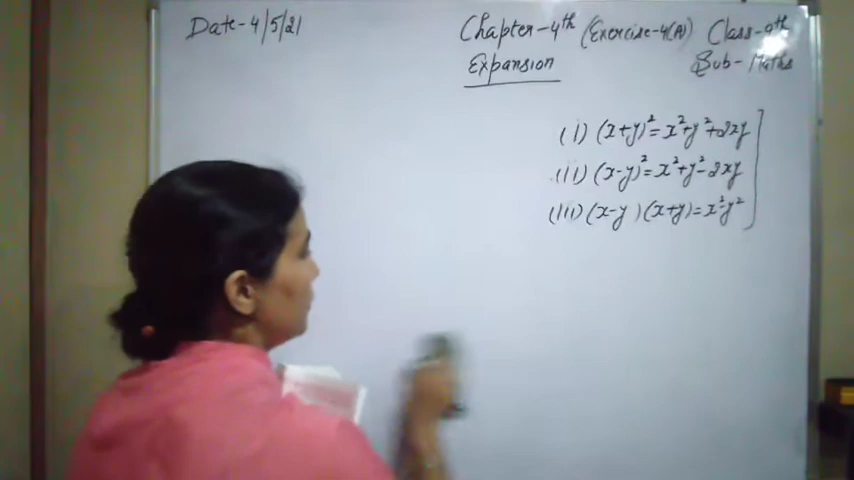 Date-4/5/21
Chapter-4th (Exercise-4(A)) Class-9th
Expansion
Sub-Maths
(i) (x+y)²=x²+y²+2xy
(ii) (x-y)²=x²+y²-2xy
(iii) (x-y)(x+y)=x²-y²